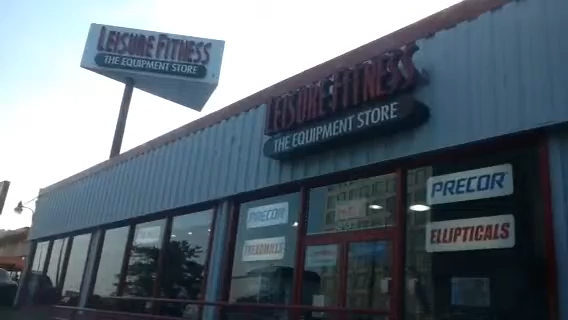 LEISURE FITNESS
THE EQUIPMENT STORE
LEISURE FITNESS
THE EQUIPMENT STORE
PRECOR
TREADMILLS
PRECOR
ELLIPTICALS